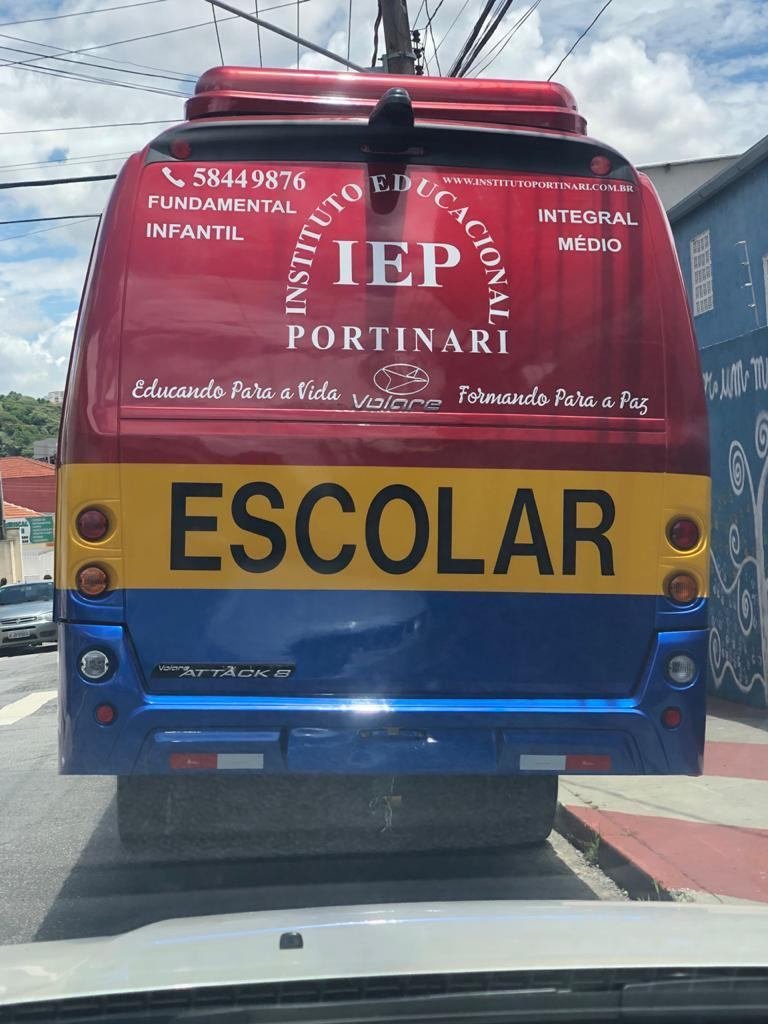 58449876
WWW.INSTITUTOPORTINARI.COM.BR
FUNDAMENTAL
INFANTIL
INSTITUTO EDUCACIONAL
IEP
PORTINARI
INTEGRAL
MÉDIO
Educando Para a Vida
Volare
Formando Para a Paz
ESCOLAR
Volare ATTACK 8